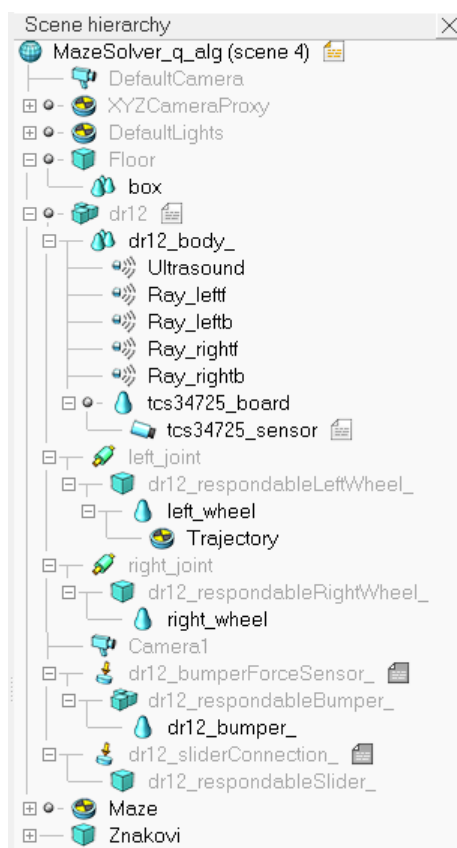 Scene hierarchy
MazeSolver_q_alg (scene 4)
DefaultCamera
XYZCameraProxy
DefaultLights
Floor
box
dr12
dr12_body_
Ultrasound
Ray_leftf
Ray_leftb
Ray_rightf
Ray_rightb
tcs34725_board
tcs34725_sensor
left_joint
dr12_respondableLeftWheel_
left_wheel
Trajectory
right_joint
dr12_respondableRightWheel_
right_wheel
Camera1
dr12_bumperForceSensor_
dr12_respondableBumper_
dr12_bumper_
dr12_sliderConnection_
dr12_respondableSlider_
Maze
Znakovi